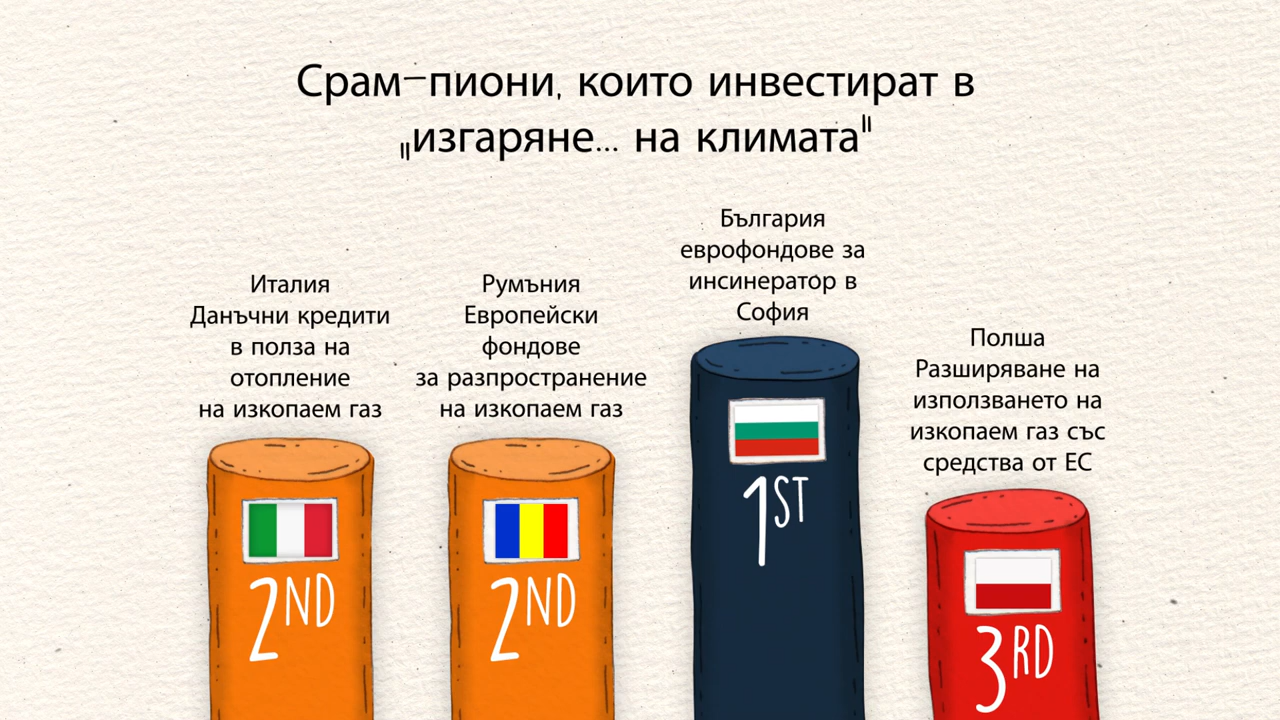 Срам-пиони, които инвестират в
„изгаряне... на климата"
Италия
Данъчни кредити
в полза на
отопление
на изкопаем газ
2ND
Румъния
Европейски
фондове
за разпространение
на изкопаем газ
2ND
България
еврофондове за
инсинератор в
София
1ST
Полша
Разширяване на
използването на
изкопаем газ със
средства от ЕС
3RD